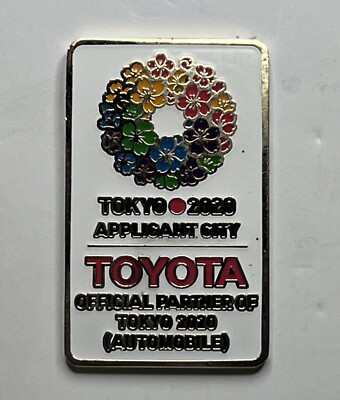 TOKYO 2020
APPLICANT CITY
TOYOTA
OFFICIAL PARTNER OF
TOKYO 2020
(AUTOMOBILE)